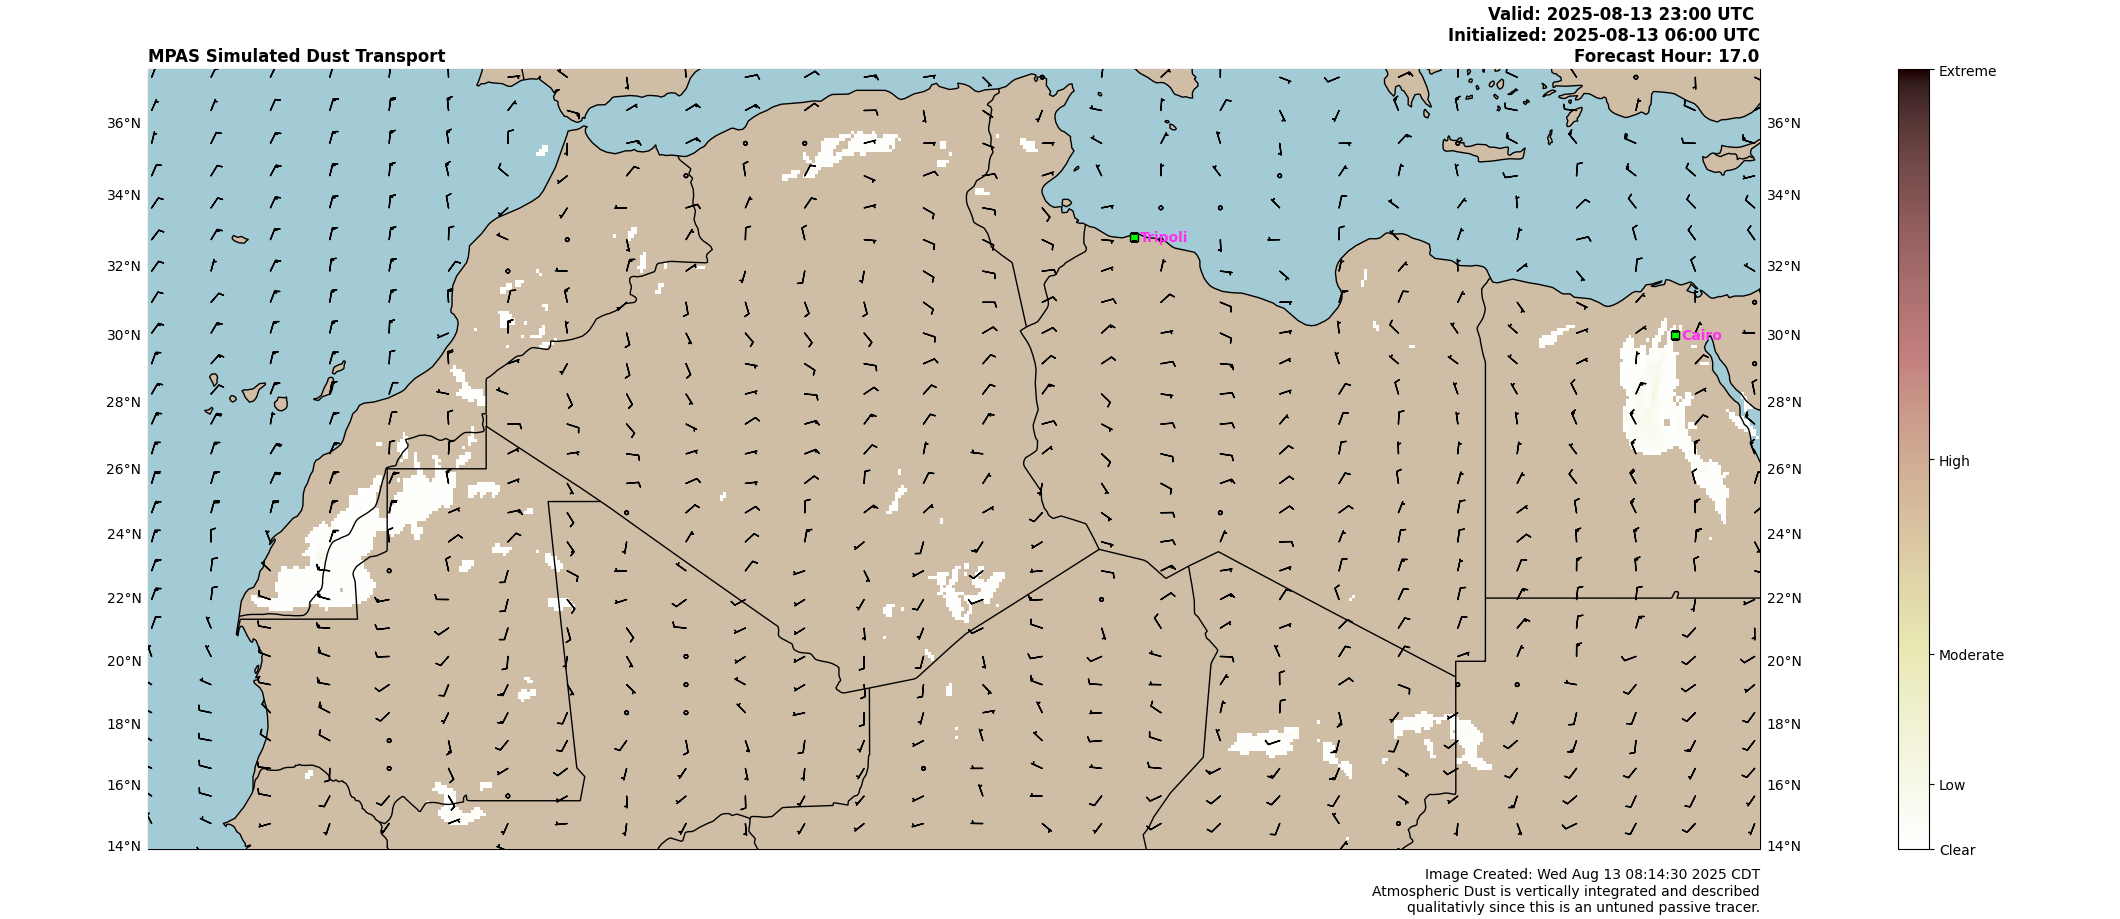 Valid: 2025-08-13 23:00 UTC
Initialized: 2025-08-13 06:00 UTC
MPAS Simulated Dust Transport
Forecast Hour: 17.0
Extreme
36°N
36°N
34°N
34°N
Tripoli
32°N
32°N
30°N
Cairo
30°N
28°N
28°N
High
26°N
26°N
24°N
24°N
22°N
22°N
Moderate
20°N
20°N
18°N
18°N
16°N
16°N
Low
14°N
14°N
Clear
Image Created: Wed Aug 13 08:14:30 2025 CDT
Atmospheric Dust is vertically integrated and described
qualitativly since this is an untuned passive tracer.